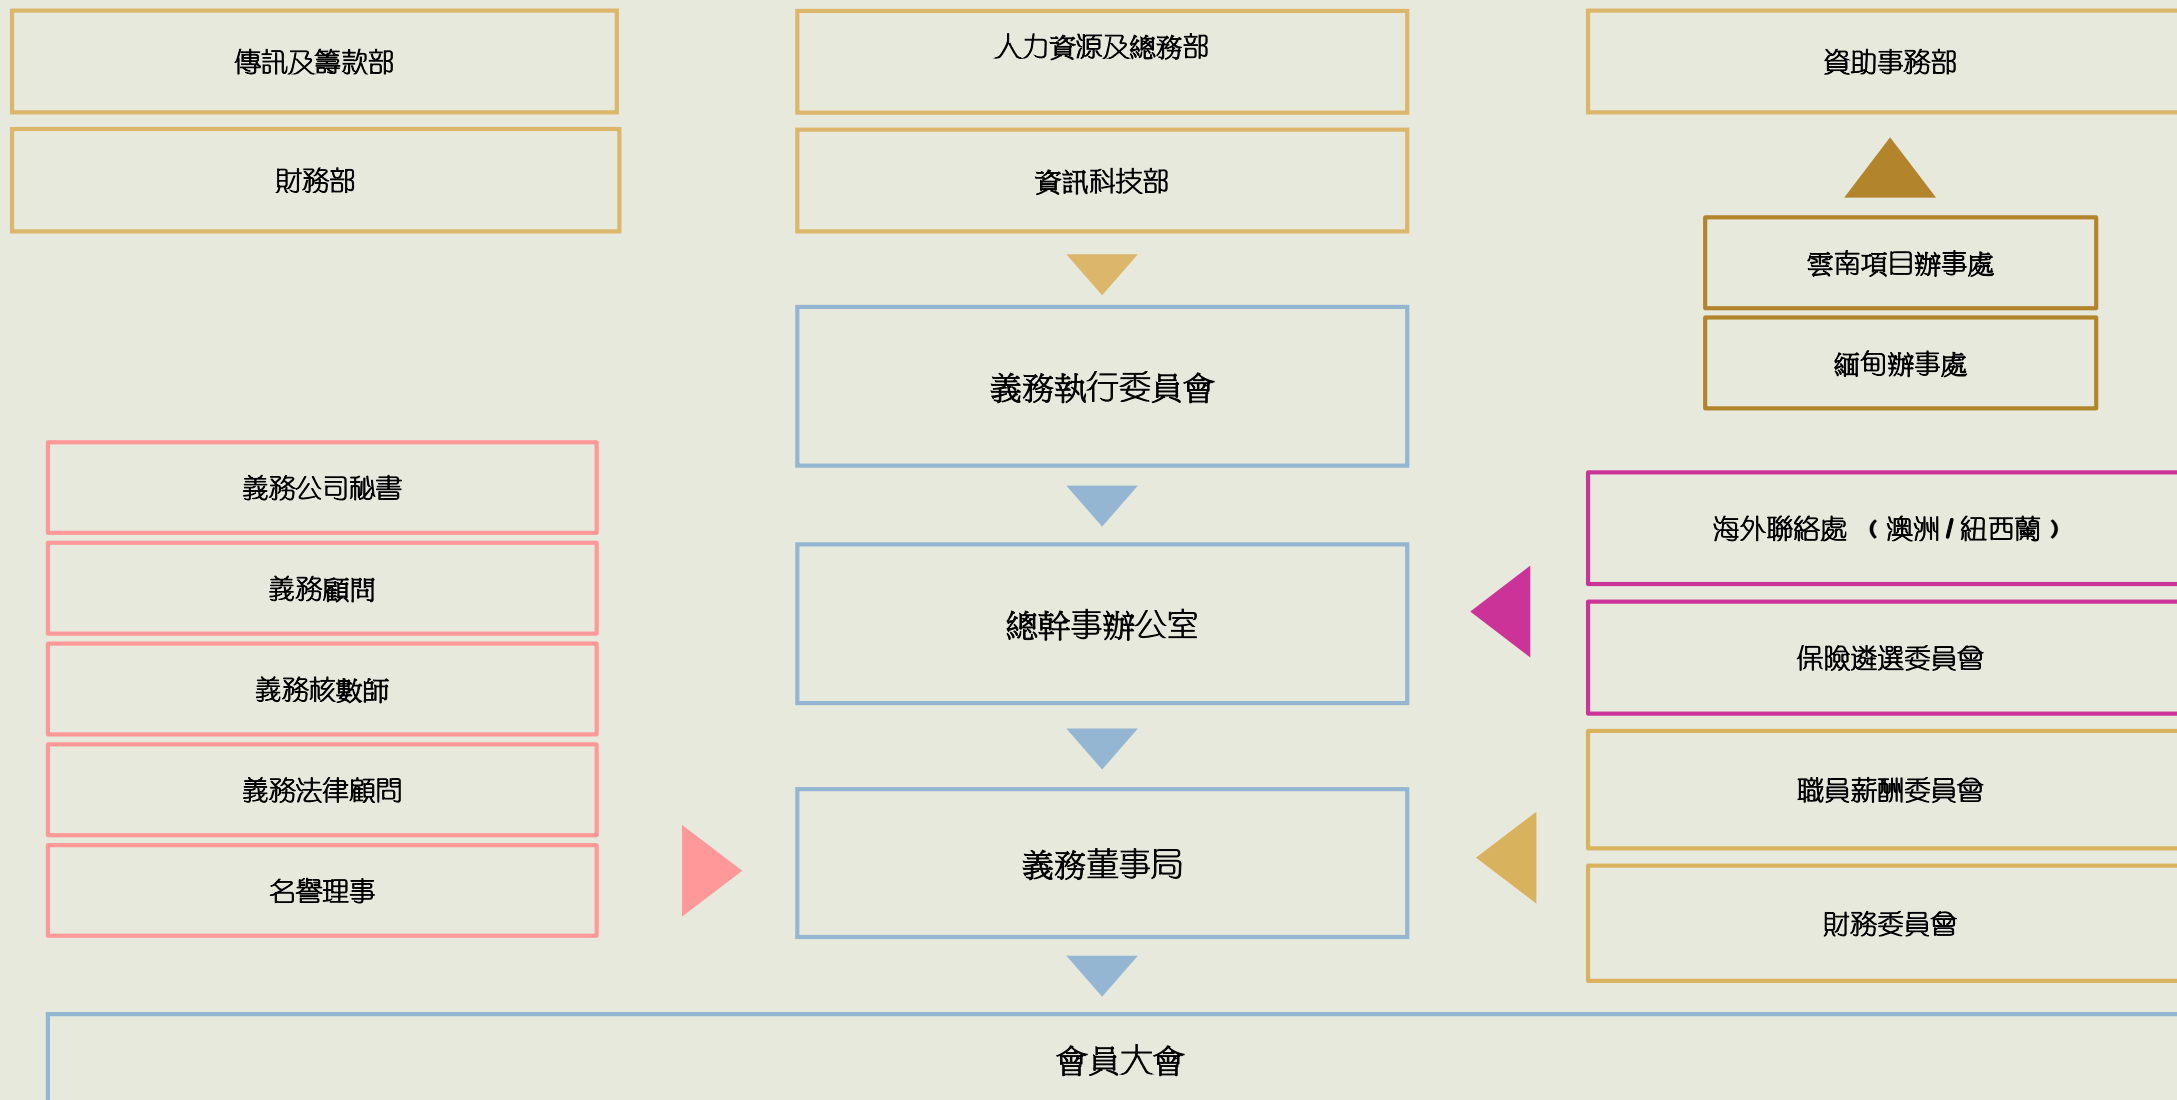 傳訊及籌款部
人力資源及總務部
資助事務部
財務部
資訊科技部
雲南項目辦事處
緬甸辦事處
義務執行委員會
義務公司秘書
海外聯絡處 （澳洲/紐西蘭）
義務顧問
總幹事辦公室
保險遴選委員會
義務核數師
義務法律顧問
職員薪酬委員會
義務董事局
名譽理事
財務委員會
會員大會